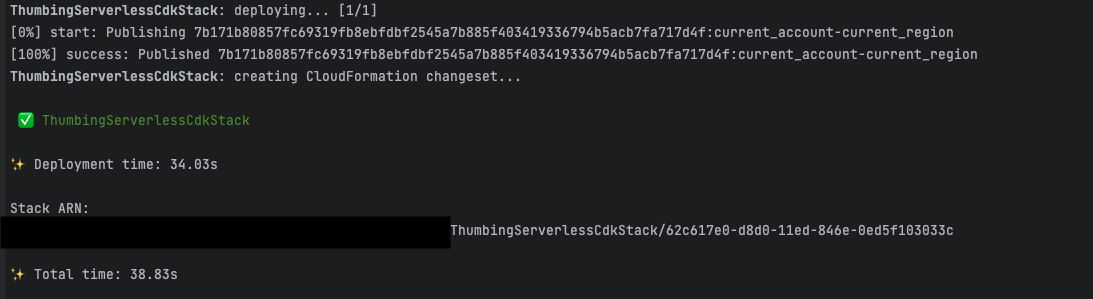 ThumbingServerlessCdkStack: deploying... [1/1]
[0%] start: Publishing 7b171b80857fc69319fb8ebfdbf2545a7b885f403419336794b5acb7fa717d4f:current_account-current_region
[100%] success: Published 7b171b80857fc69319fb8ebfdbf2545a7b885f403419336794b5acb7fa717d4f:current_account-current_region
ThumbingServerlessCdkStack: creating CloudFormation changeset...
✅ ThumbingServerlessCdkStack
✨ Deployment time: 34.03s
Stack ARN:
ThumbingServerlessCdkStack/62c617e0-d8d0-11ed-846e-0ed5f103033c
✨ Total time: 38.83s